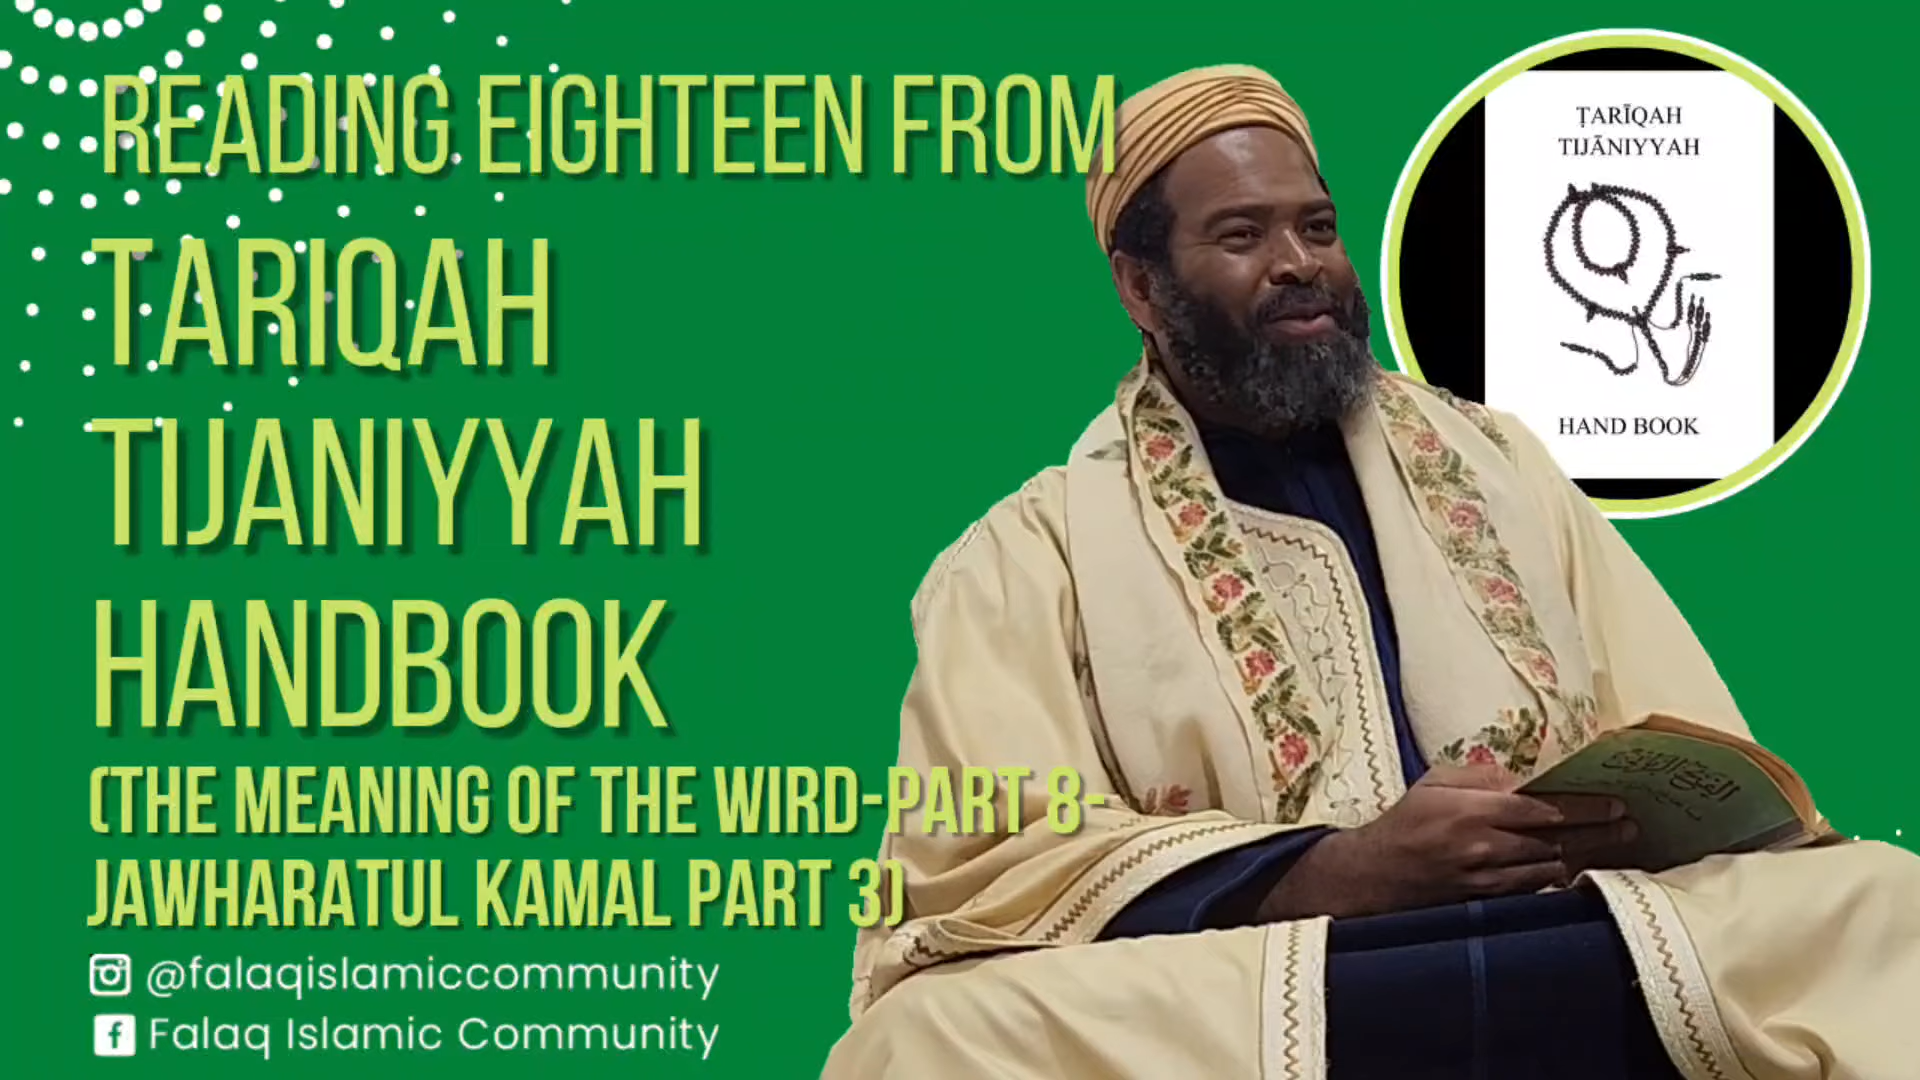 READING EIGHTEEN FROM
TARIQAH
TIJANIYYAH
HANDBOOK
(THE MEANING OF THE WIRD-PART 8-
JAWHARATUL KAMAL PART 3)
@falaqislamiccommunity
Falaq Islamic Community
ṬARĪQAH
TIJĀNIYYAH
HAND BOOK